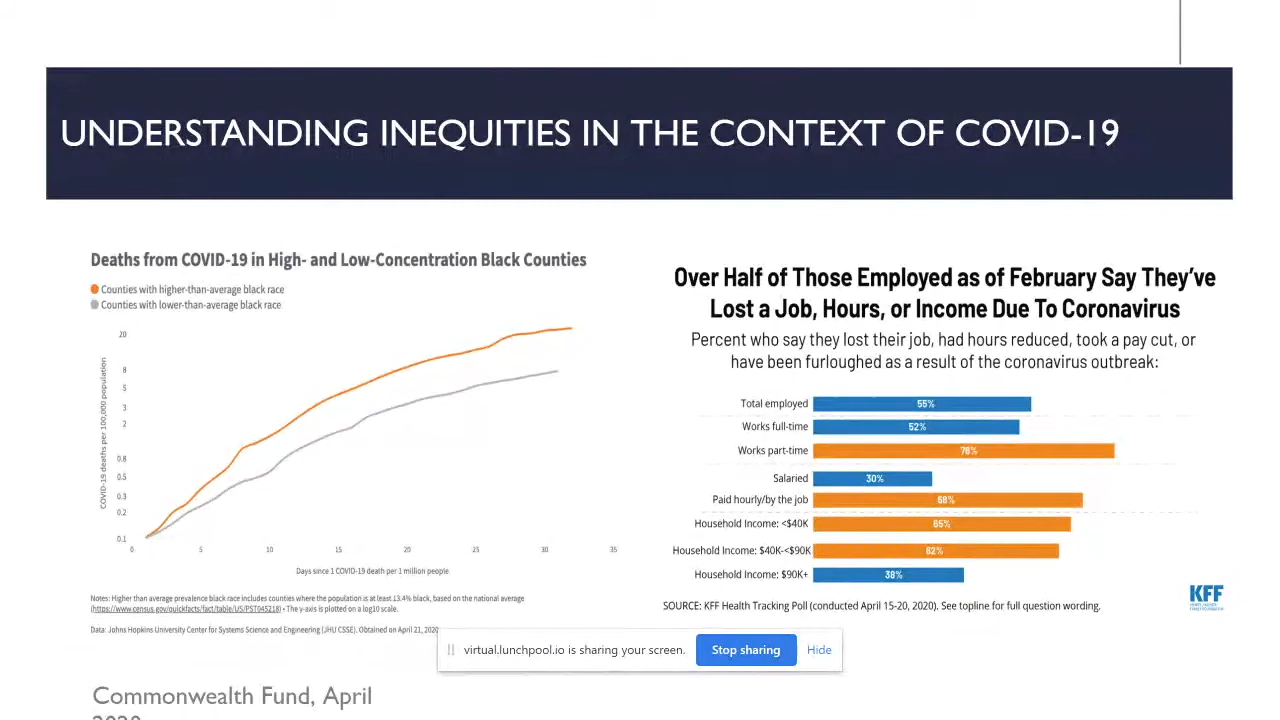 UNDERSTANDING INEQUITIES IN THE CONTEXT OF COVID-19
Deaths from COVID-19 in High- and Low-Concentration Black Counties
Counties with higher-than-average black race
Counties with lower-than-average black race
COVID-19 deaths per 100,000 population
20
8
5
3
2
0.8
0.5
0.3
0.2
0.1
0 5 10 15 20 25 30 35
Days since 1 COVID-19 death per 1 million people
Notes: Higher than average prevalence black race includes counties where the population is at least 13.4% black, based on the national average
(https://www.census.gov/quickfacts/fact/table/US/PST045218) • The y-axis is plotted on a log10 scale.
Data: Johns Hopkins University Center for Systems Science and Engineering (JHU CSSE). Obtained on April 21, 2020
Commonwealth Fund, April
2020
Over Half of Those Employed as of February Say They've
Lost a Job, Hours, or Income Due To Coronavirus
Percent who say they lost their job, had hours reduced, took a pay cut, or
have been furloughed as a result of the coronavirus outbreak:
Total employed 55%
Works full-time 52%
Works part-time 76%
Salaried 30%
Paid hourly/by the job 68%
Household Income: <$40K 65%
Household Income: $40K-<$90K 62%
Household Income: $90K+ 38%
SOURCE: KFF Health Tracking Poll (conducted April 15-20, 2020). See topline for full question wording.
KFF
virtual.lunchpool.io is sharing your screen. Stop sharing Hide